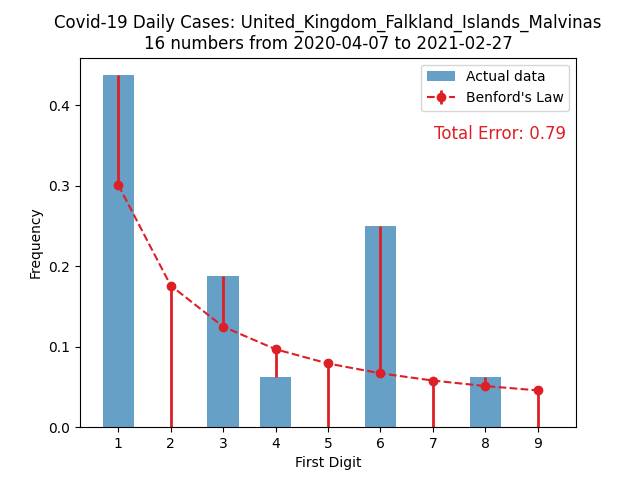 Covid-19 Daily Cases: United_Kingdom_Falkland_Islands_Malvinas
16 numbers from 2020-04-07 to 2021-02-27
Actual data
Benford's Law
Total Error: 0.79
Frequency
0.4
0.3
0.2
0.1
0.0
1 2 3 4 5 6 7 8 9
First Digit